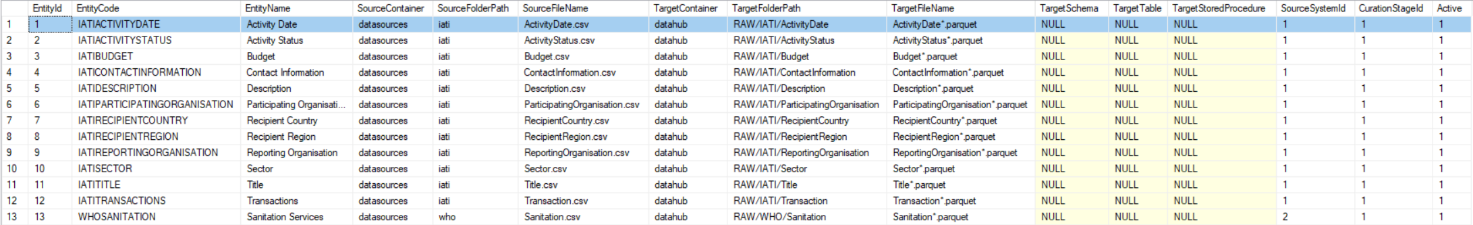 EntityId EntityCode EntityName SourceContainer SourceFolderPath SourceFileName TargetContainer TargetFolderPath TargetFileName TargetSchema TargetTable TargetStoredProcedure SourceSystemId CurationStageId Active
1 1 IATIACTIVITYDATE Activity Date datasources iati ActivityDate.csv datahub RAW/IATI/ActivityDate ActivityDate*.parquet NULL NULL NULL 1 1 1
2 2 IATIACTIVITYSTATUS Activity Status datasources iati ActivityStatus.csv datahub RAW/IATI/ActivityStatus ActivityStatus*.parquet NULL NULL NULL 1 1 1
3 3 IATIBUDGET Budget datasources iati Budget.csv datahub RAW/IATI/Budget Budget*.parquet NULL NULL NULL 1 1 1
4 4 IATICONTACTINFORMATION Contact Information datasources iati ContactInformation.csv datahub RAW/IATI/ContactInformation ContactInformation*.parquet NULL NULL NULL 1 1 1
5 5 IATIDESCRIPTION Description datasources iati Description.csv datahub RAW/IATI/Description Description*.parquet NULL NULL NULL 1 1 1
6 6 IATIPARTICIPATINGORGANISATION Participating Organisati... datasources iati ParticipatingOrganisation.csv datahub RAW/IATI/ParticipatingOrganisation ParticipatingOrganisation*.parquet NULL NULL NULL 1 1 1
7 7 IATIRECIPIENTCOUNTRY Recipient Country datasources iati RecipientCountry.csv datahub RAW/IATI/RecipientCountry RecipientCountry*.parquet NULL NULL NULL 1 1 1
8 8 IATIRECIPIENTREGION Recipient Region datasources iati RecipientRegion.csv datahub RAW/IATI/RecipientRegion RecipientRegion*.parquet NULL NULL NULL 1 1 1
9 9 IATIREPORTINGORGANISATION Reporting Organisation datasources iati ReportingOrganisation.csv datahub RAW/IATI/ReportingOrganisation ReportingOrganisation*.parquet NULL NULL NULL 1 1 1
10 10 IATISECTOR Sector datasources iati Sector.csv datahub RAW/IATI/Sector Sector*.parquet NULL NULL NULL 1 1 1
11 11 IATITITLE Title datasources iati Title.csv datahub RAW/IATI/Title Title*.parquet NULL NULL NULL 1 1 1
12 12 IATITRANSACTIONS Transactions datasources iati Transaction.csv datahub RAW/IATI/Transaction Transaction*.parquet NULL NULL NULL 1 1 1
13 13 WHOSANITATION Sanitation Services datasources who Sanitation.csv datahub RAW/WHO/Sanitation Sanitation*.parquet NULL NULL NULL 2 1 1